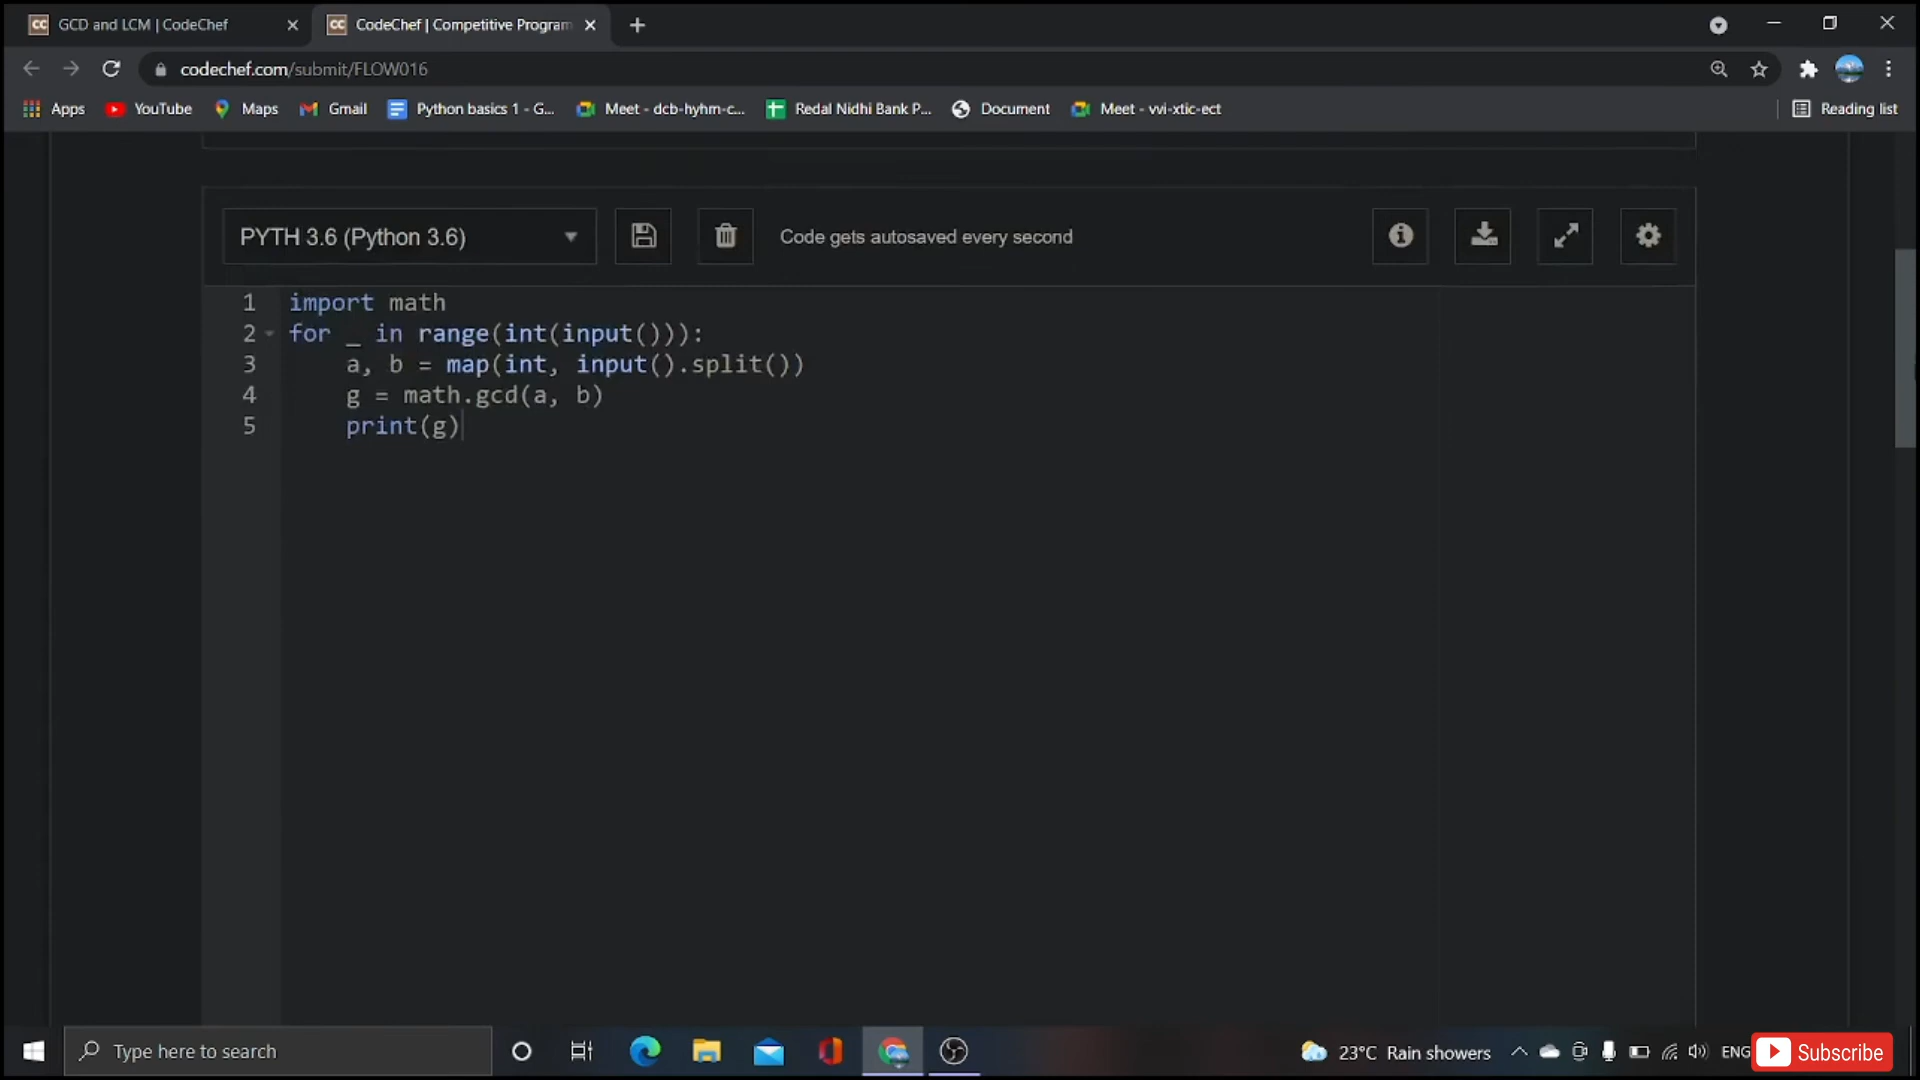 GCD and LCM | CodeChef
CodeChef | Competitive Program
codechef.com/submit/FLOW016
Apps YouTube Maps Gmail Python basics 1 - G... Meet - dcb-hyhm-c... Redal Nidhi Bank P... Document Meet - vvi-xtic-ect Reading list
PYTH 3.6 (Python 3.6) Code gets autosaved every second
1 import math
2 for _ in range(int(input())):
3     a, b = map(int, input().split())
4     g = math.gcd(a, b)
5     print(g)
Type here to search 23°C Rain showers ENG Subscribe